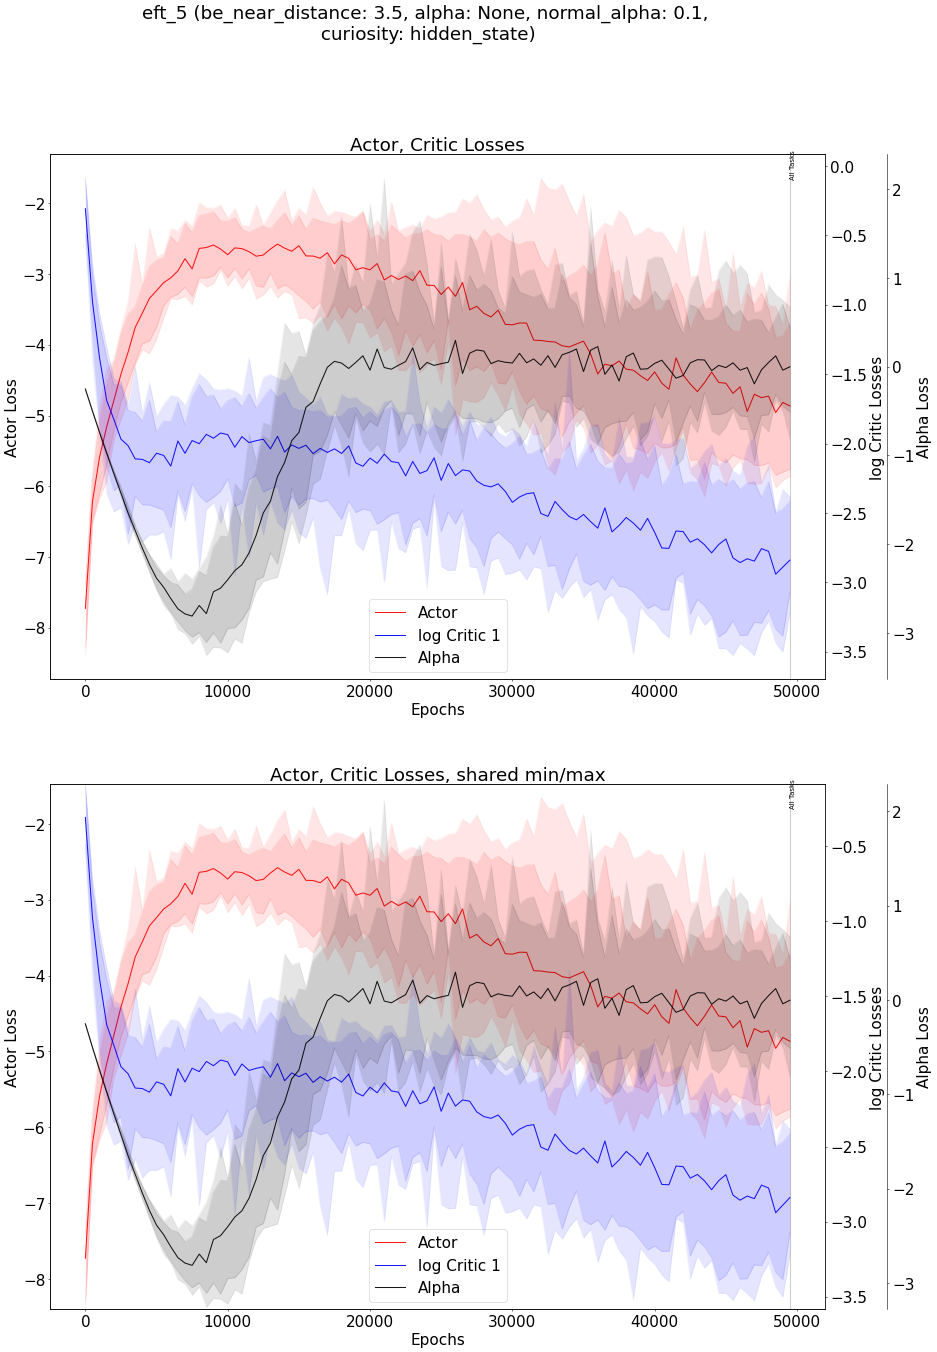 eft_5 (be_near_distance: 3.5, alpha: None, normal_alpha: 0.1,
curiosity: hidden_state)
Actor, Critic Losses
Actor Loss
−2
−3
−4
−5
−6
−7
−8
0
10000
20000
30000
40000
50000
Epochs
Actor
log Critic 1
Alpha
All Tasks
0.0
−0.5
−1.0
−1.5
−2.0
−2.5
−3.0
−3.5
log Critic Losses
2
1
0
−1
−2
−3
Alpha Loss
Actor, Critic Losses, shared min/max
Actor Loss
−2
−3
−4
−5
−6
−7
−8
0
10000
20000
30000
40000
50000
Epochs
Actor
log Critic 1
Alpha
All Tasks
−0.5
−1.0
−1.5
−2.0
−2.5
−3.0
−3.5
log Critic Losses
2
1
0
−1
−2
−3
Alpha Loss